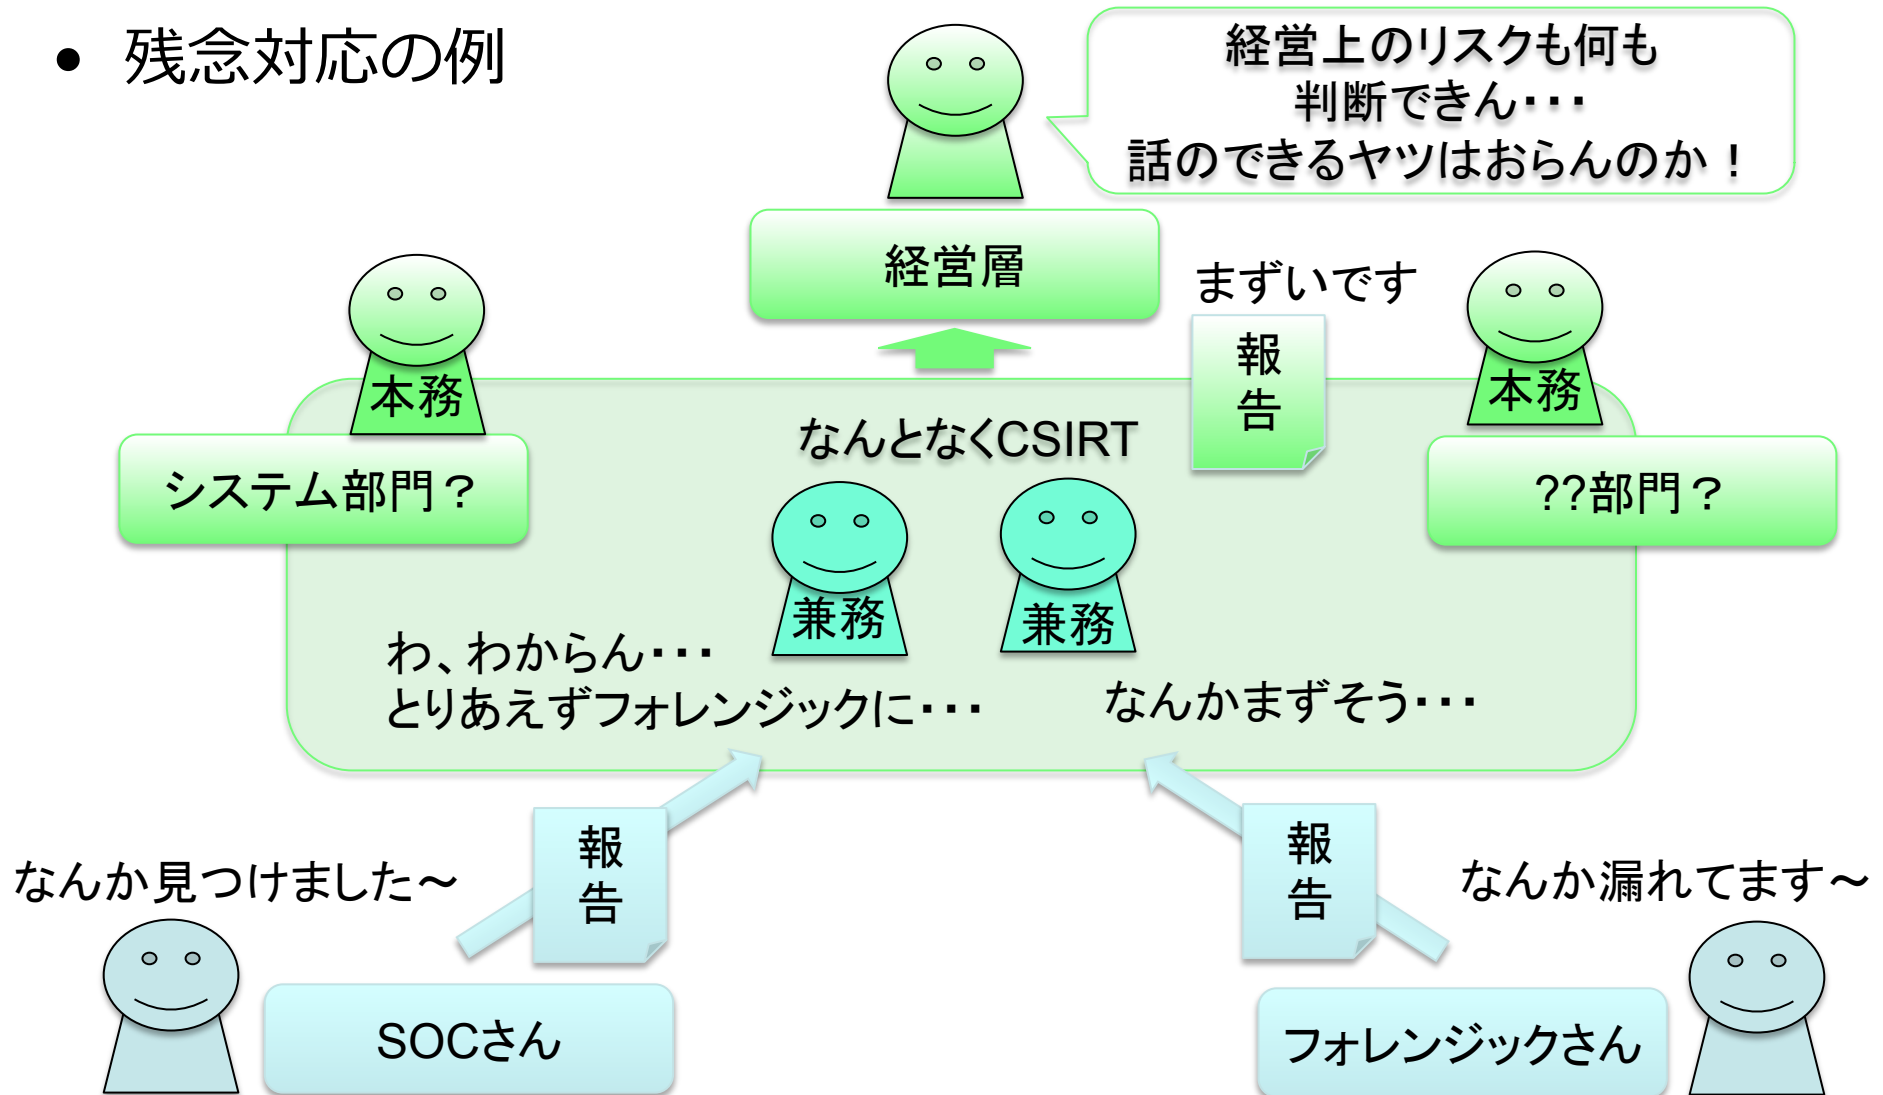 • 残念対応の例
経営上のリスクも何も
判断できん・・・
話のできるヤツはおらんのか！
経営層
まずいです
報
告
本務
本務
システム部門？
??部門？
なんとなくCSIRT
兼務
兼務
わ、わからん・・・
とりあえずフォレンジックに・・・
なんかまずそう・・・
報
告
報
告
なんか見つけました～
なんか漏れてます～
SOCさん
フォレンジックさん